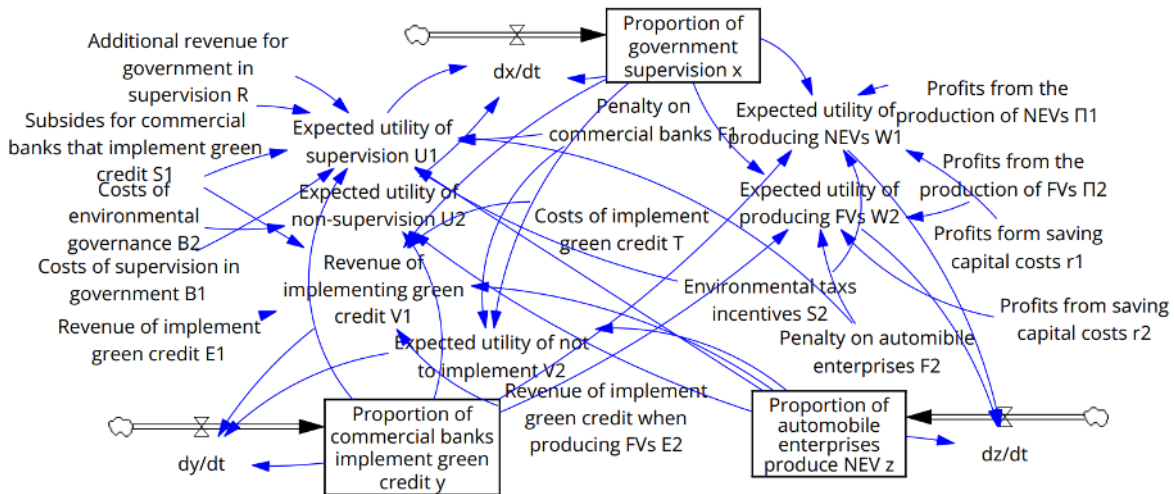 Proportion of
government
supervision x
dx/dt
Additional revenue for
government in
supervision R
Subsides for commercial
banks that implement green
credit S1
Costs of
environmental
governance B2
Costs of supervision in
government B1
Revenue of implement
green credit E1
Expected utility of
supervision U1
Expected utility of
non-supervision U2
Revenue of
implementing green
credit V1
Expected utility of not
to implement V2
Penalty on
commercial banks F1
Costs of implement
green credit T
Environmental taxs
incentives S2
Penalty on automibile
enterprises F2
Revenue of implement
green credit when
producing FVs E2
Expected utility of
producing NEVs W1
Expected utility of
producing FVs W2
Profits from the
production of NEVs Π1
Profits from the
production of FVs Π2
Profits form saving
capital costs r1
Profits from saving
capital costs r2
dy/dt
Proportion of
commercial banks
implement green
credit y
Proportion of
automobile
enterprises
produce NEV z
dz/dt